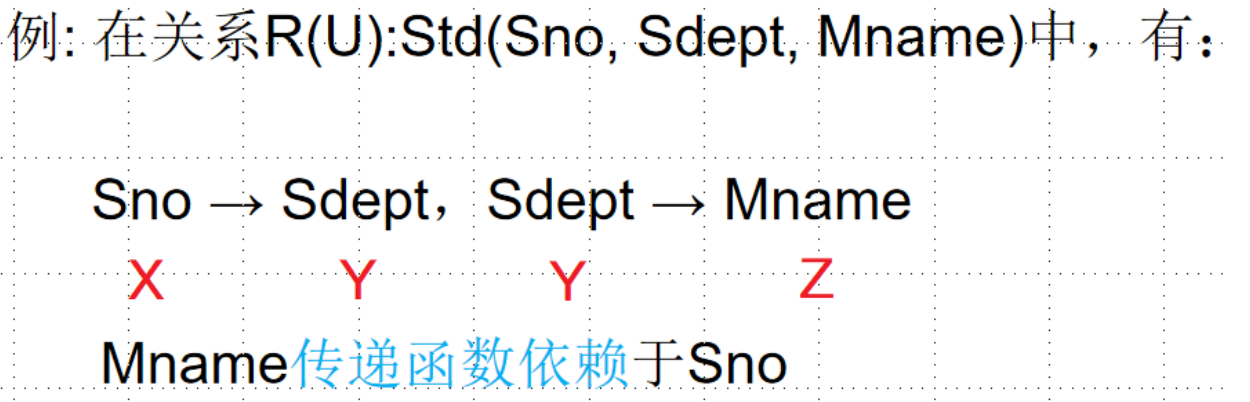 例: 在关系R(U):Std(Sno, Sdept, Mname)中，有：
Sno → Sdept，Sdept → Mname
X Y Y Z
Mname传递函数依赖于Sno